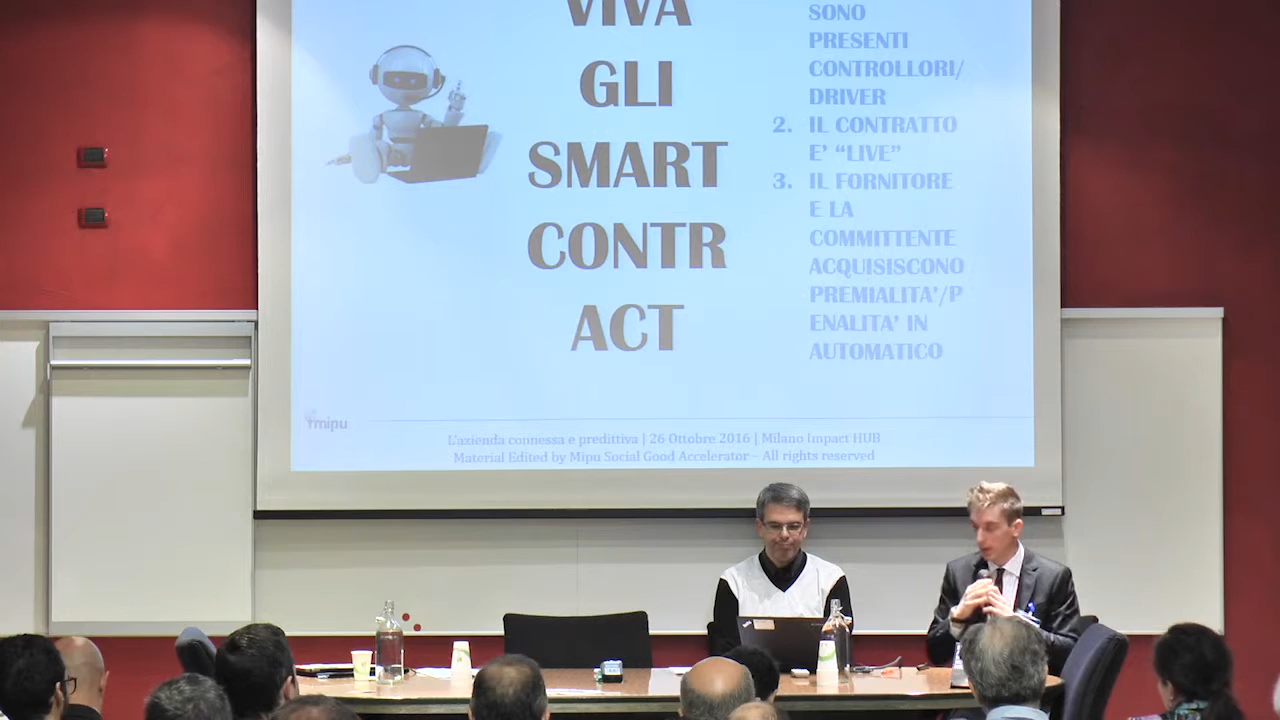 VIVA
GLI
SMART
CONTR
ACT
SONO
PRESENTI
CONTROLLORI/
DRIVER
2. IL CONTRATTO
E' “LIVE”
3. IL FORNITORE
E LA
COMMITTENTE
ACQUISISCONO
PREMIALITA'/P
ENALITA' IN
AUTOMATICO
mipu
L'azienda connessa e predittiva | 26 Ottobre 2016 | Milano Impact HUB
Material Edited by Mipu Social Good Accelerator – All rights reserved